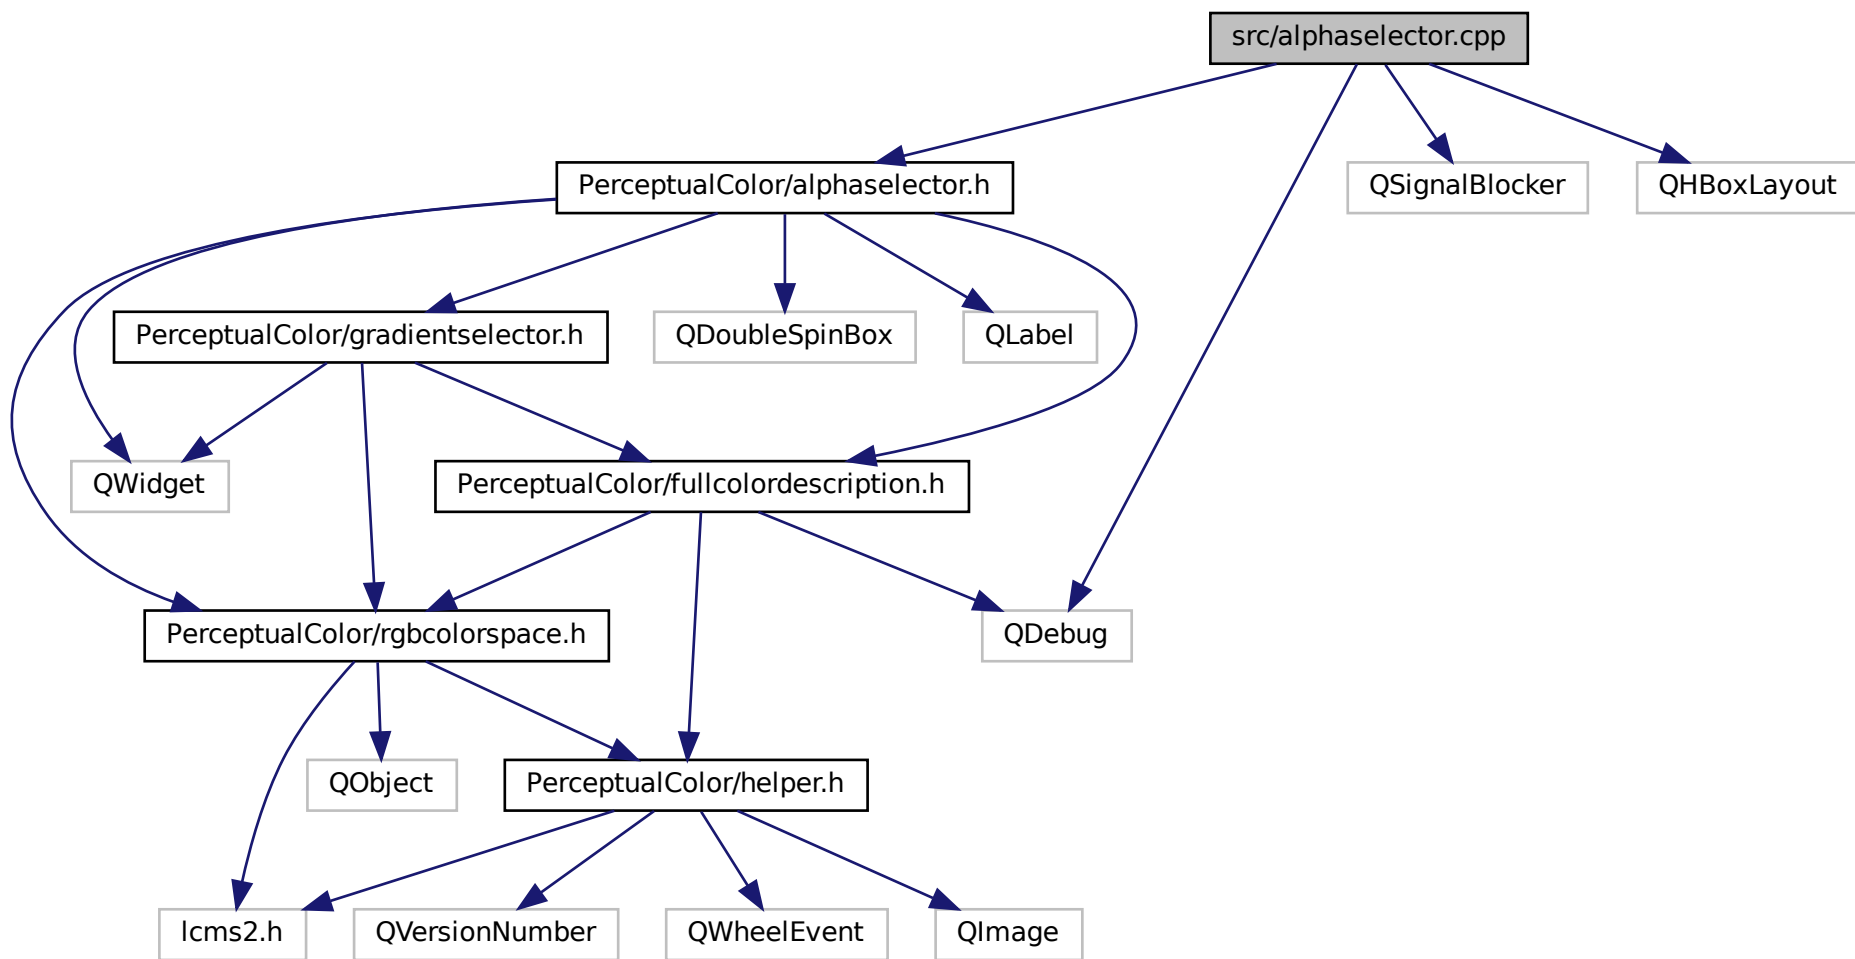 src/alphaselector.cpp
PerceptualColor/alphaselector.h
QSignalBlocker
QHBoxLayout
PerceptualColor/gradientselector.h
QDoubleSpinBox
QLabel
QWidget
PerceptualColor/fullcolordescription.h
PerceptualColor/rgbcolorspace.h
QDebug
QObject
PerceptualColor/helper.h
lcms2.h
QVersionNumber
QWheelEvent
QImage